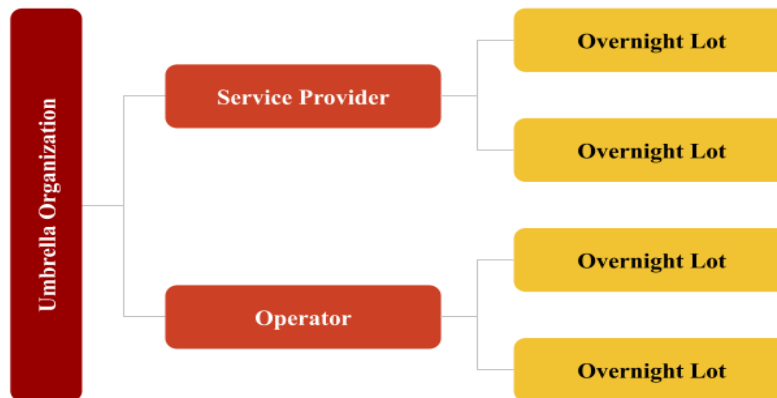 Umbrella Organization
Service Provider
Overnight Lot
Overnight Lot
Operator
Overnight Lot
Overnight Lot